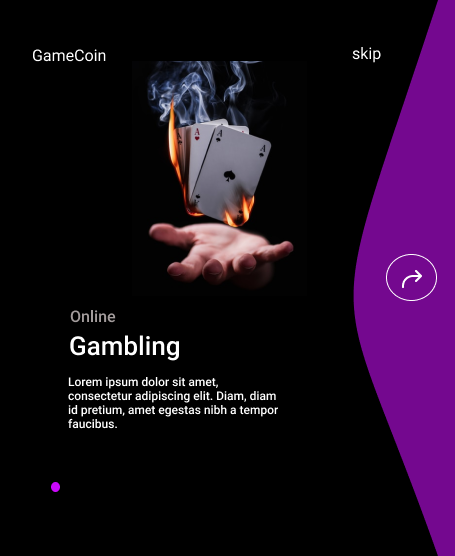 GameCoin
skip
A
A
A
A
Online
Gambling
Lorem ipsum dolor sit amet,
consectetur adipiscing elit. Diam, diam
id pretium, amet egestas nibh a tempor
faucibus.